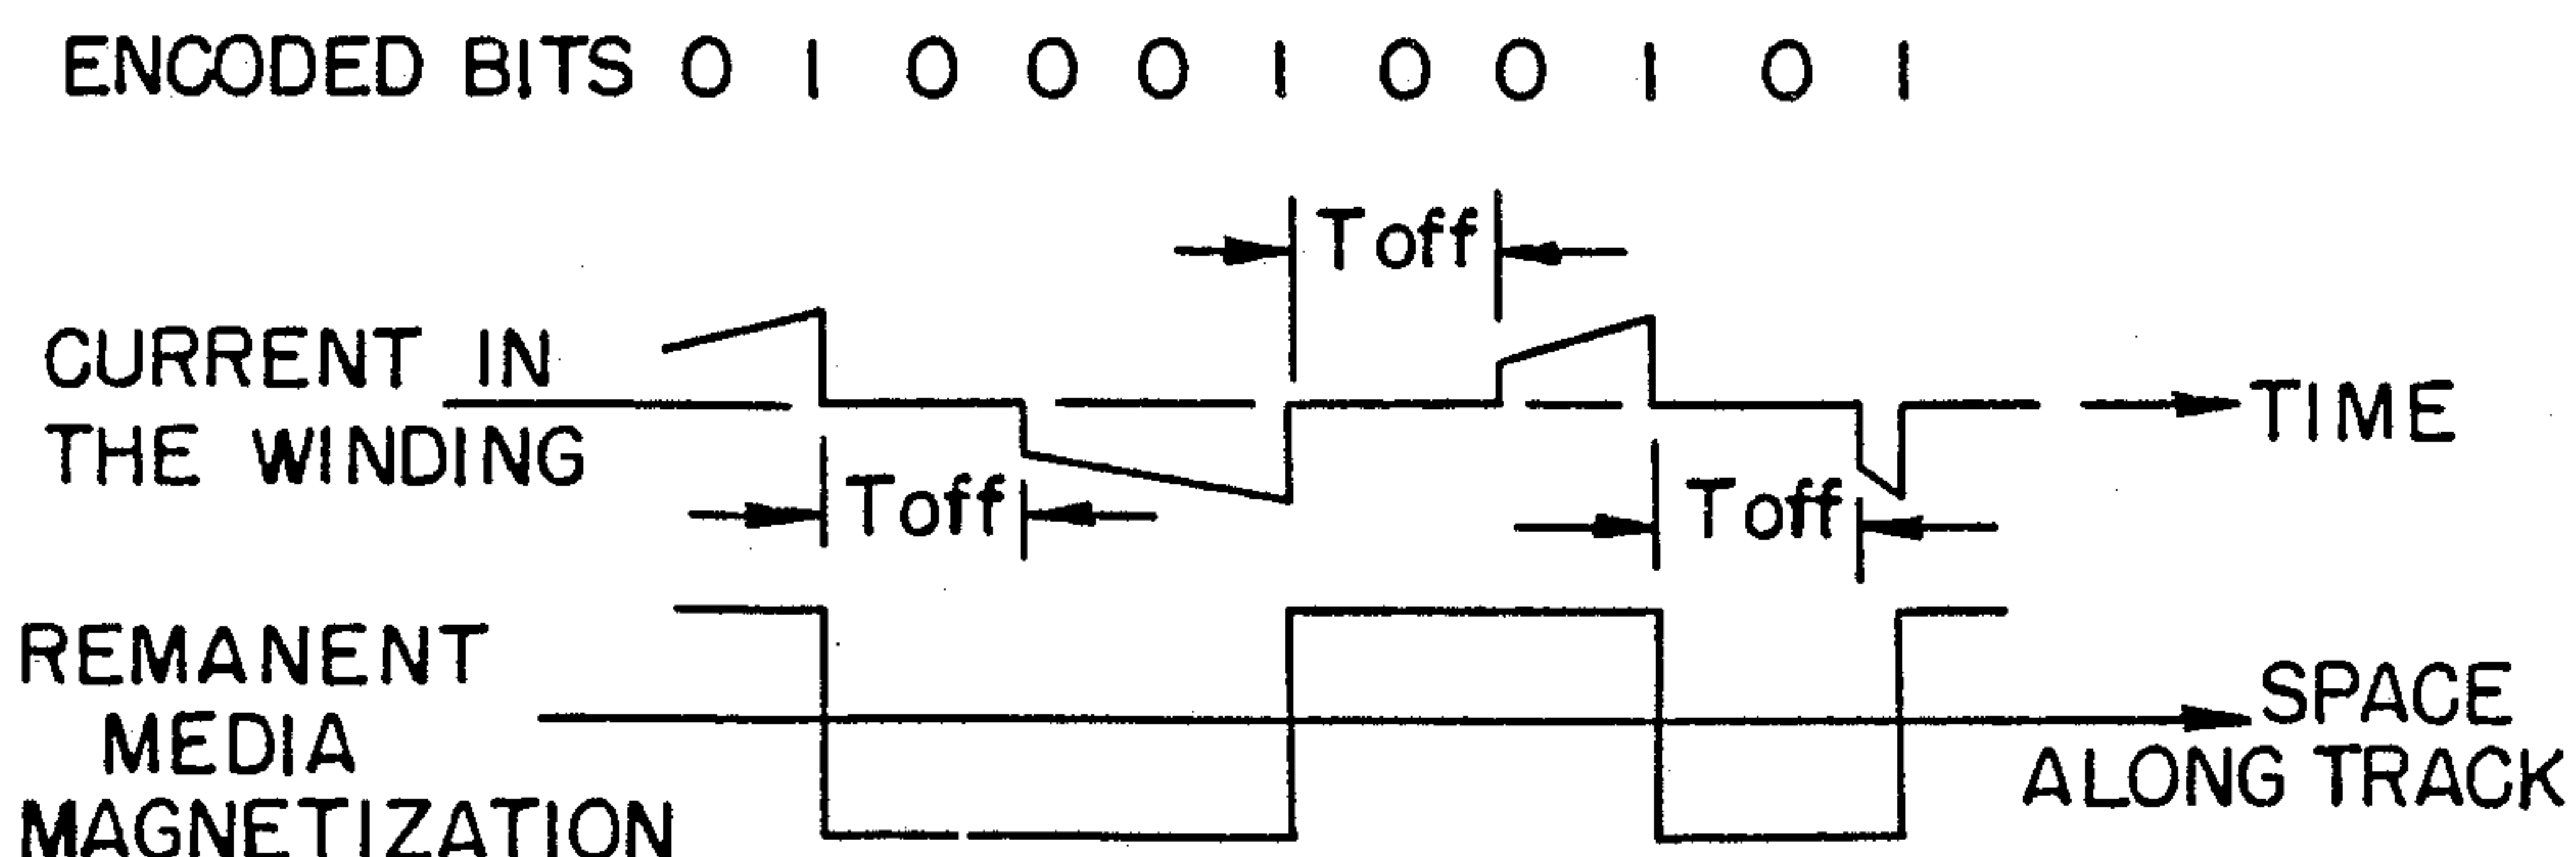 ENCODED BITS 0 1 0 0 0 1 0 0 1 0 1
Toff
CURRENT IN
THE WINDING
TIME
Toff
Toff
REMANENT
MEDIA
MAGNETIZATION
SPACE
ALONG TRACK